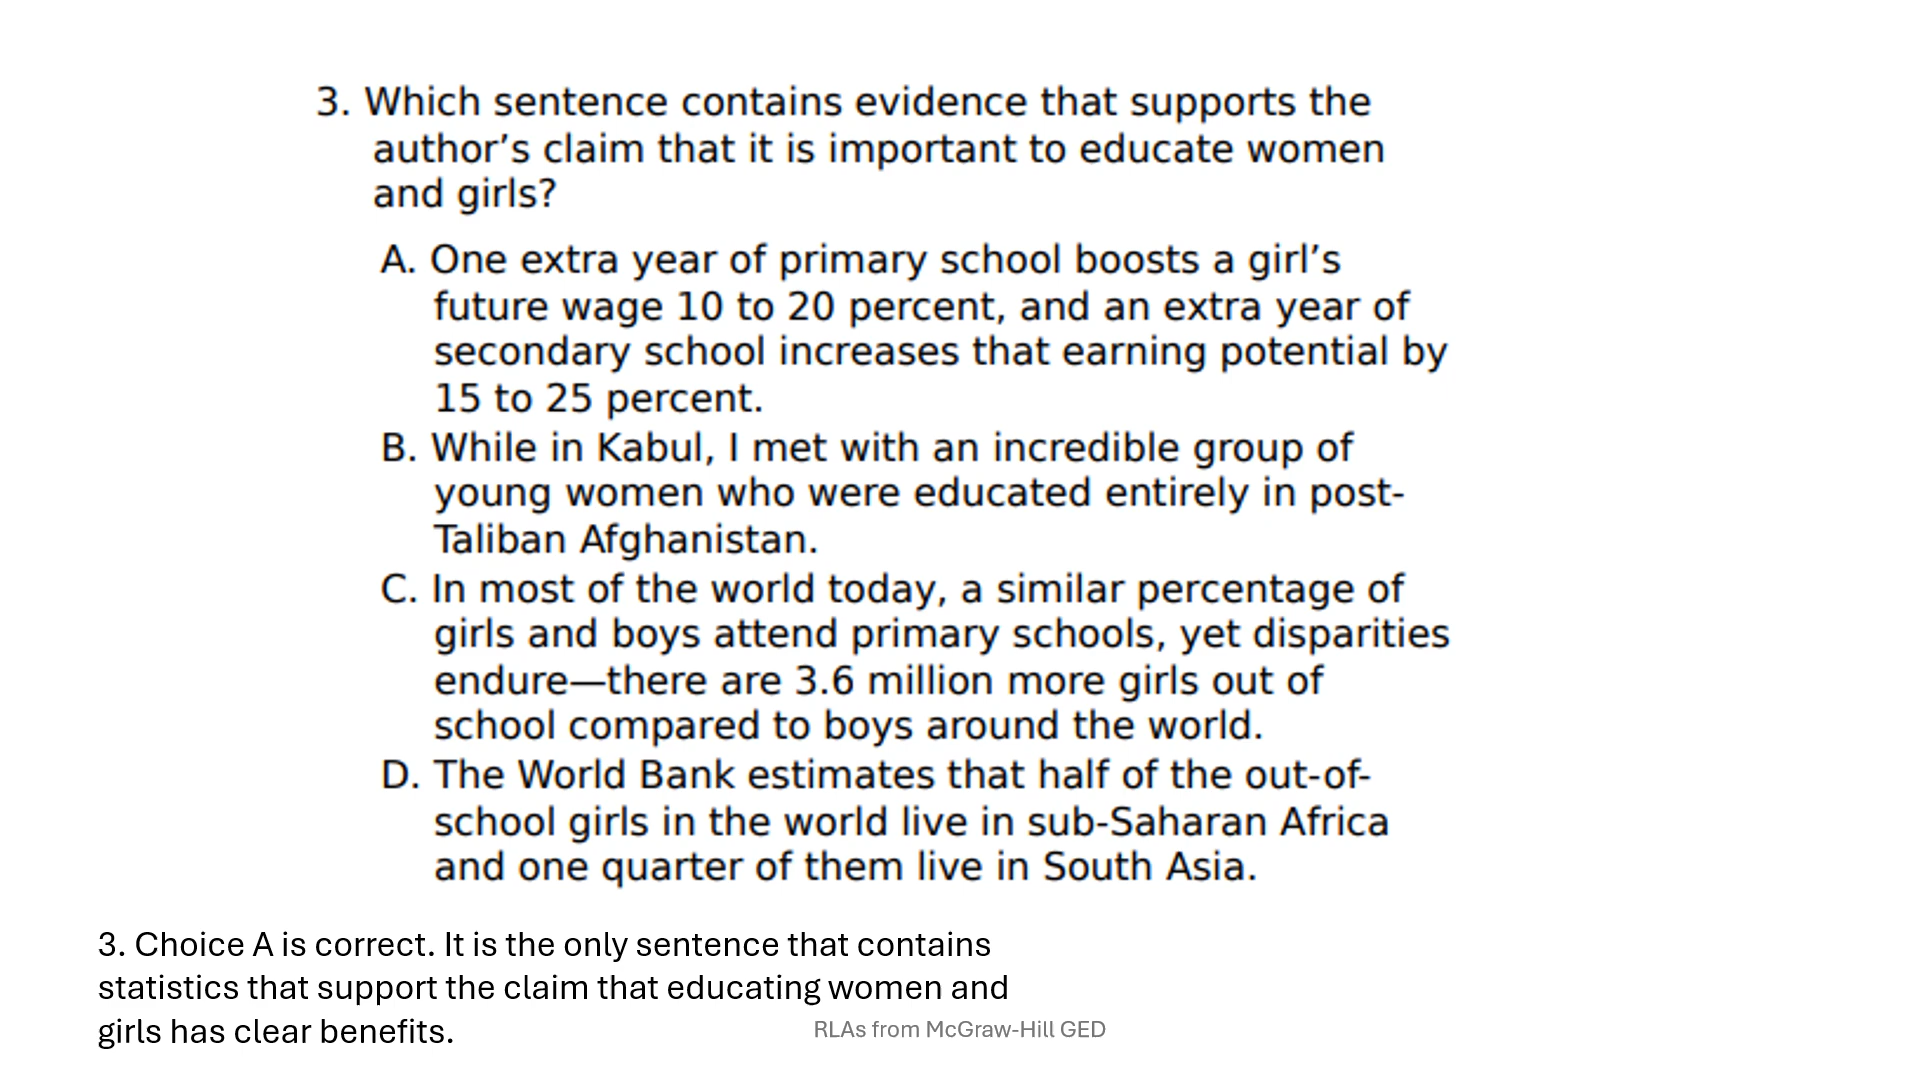 3. Which sentence contains evidence that supports the
author’s claim that it is important to educate women
and girls?
A. One extra year of primary school boosts a girl’s
future wage 10 to 20 percent, and an extra year of
secondary school increases that earning potential by
15 to 25 percent.
B. While in Kabul, I met with an incredible group of
young women who were educated entirely in post-
Taliban Afghanistan.
C. In most of the world today, a similar percentage of
girls and boys attend primary schools, yet disparities
endure—there are 3.6 million more girls out of
school compared to boys around the world.
D. The World Bank estimates that half of the out-of-
school girls in the world live in sub-Saharan Africa
and one quarter of them live in South Asia.
3. Choice A is correct. It is the only sentence that contains
statistics that support the claim that educating women and
girls has clear benefits.
RLAs from McGraw-Hill GED